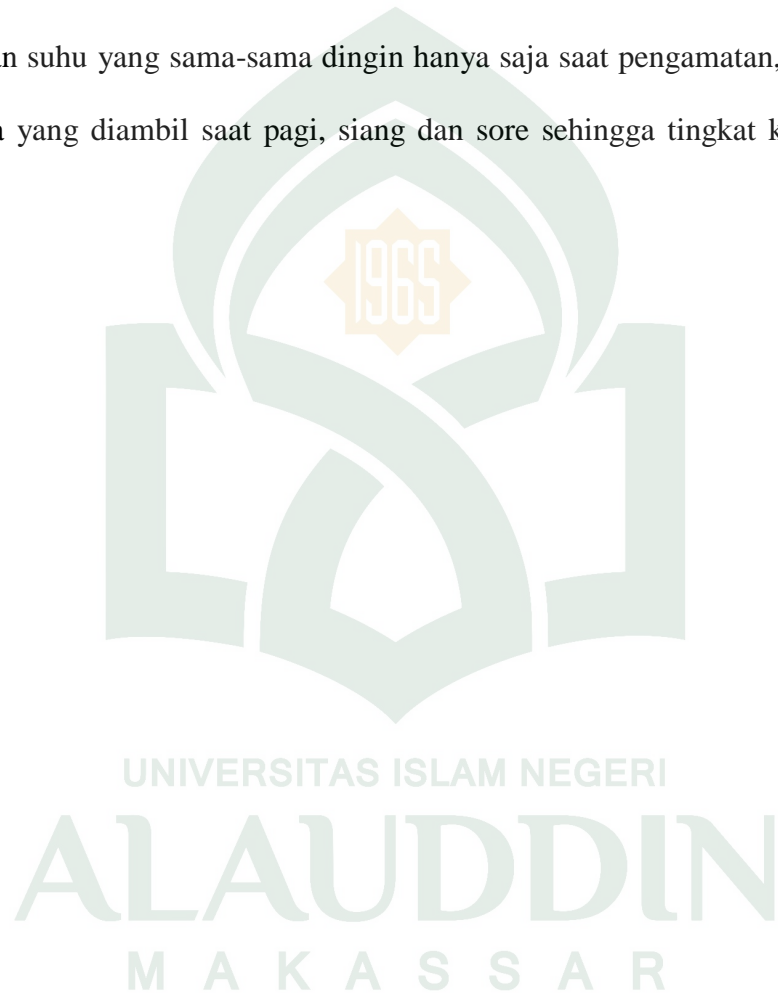 n suhu yang sama-sama dingin hanya saja saat pengamatan,
yang diambil saat pagi, siang dan sore sehingga tingkat k
1965
UNIVERSITAS ISLAM NEGERI
ALAUDDIN
MAKASSAR